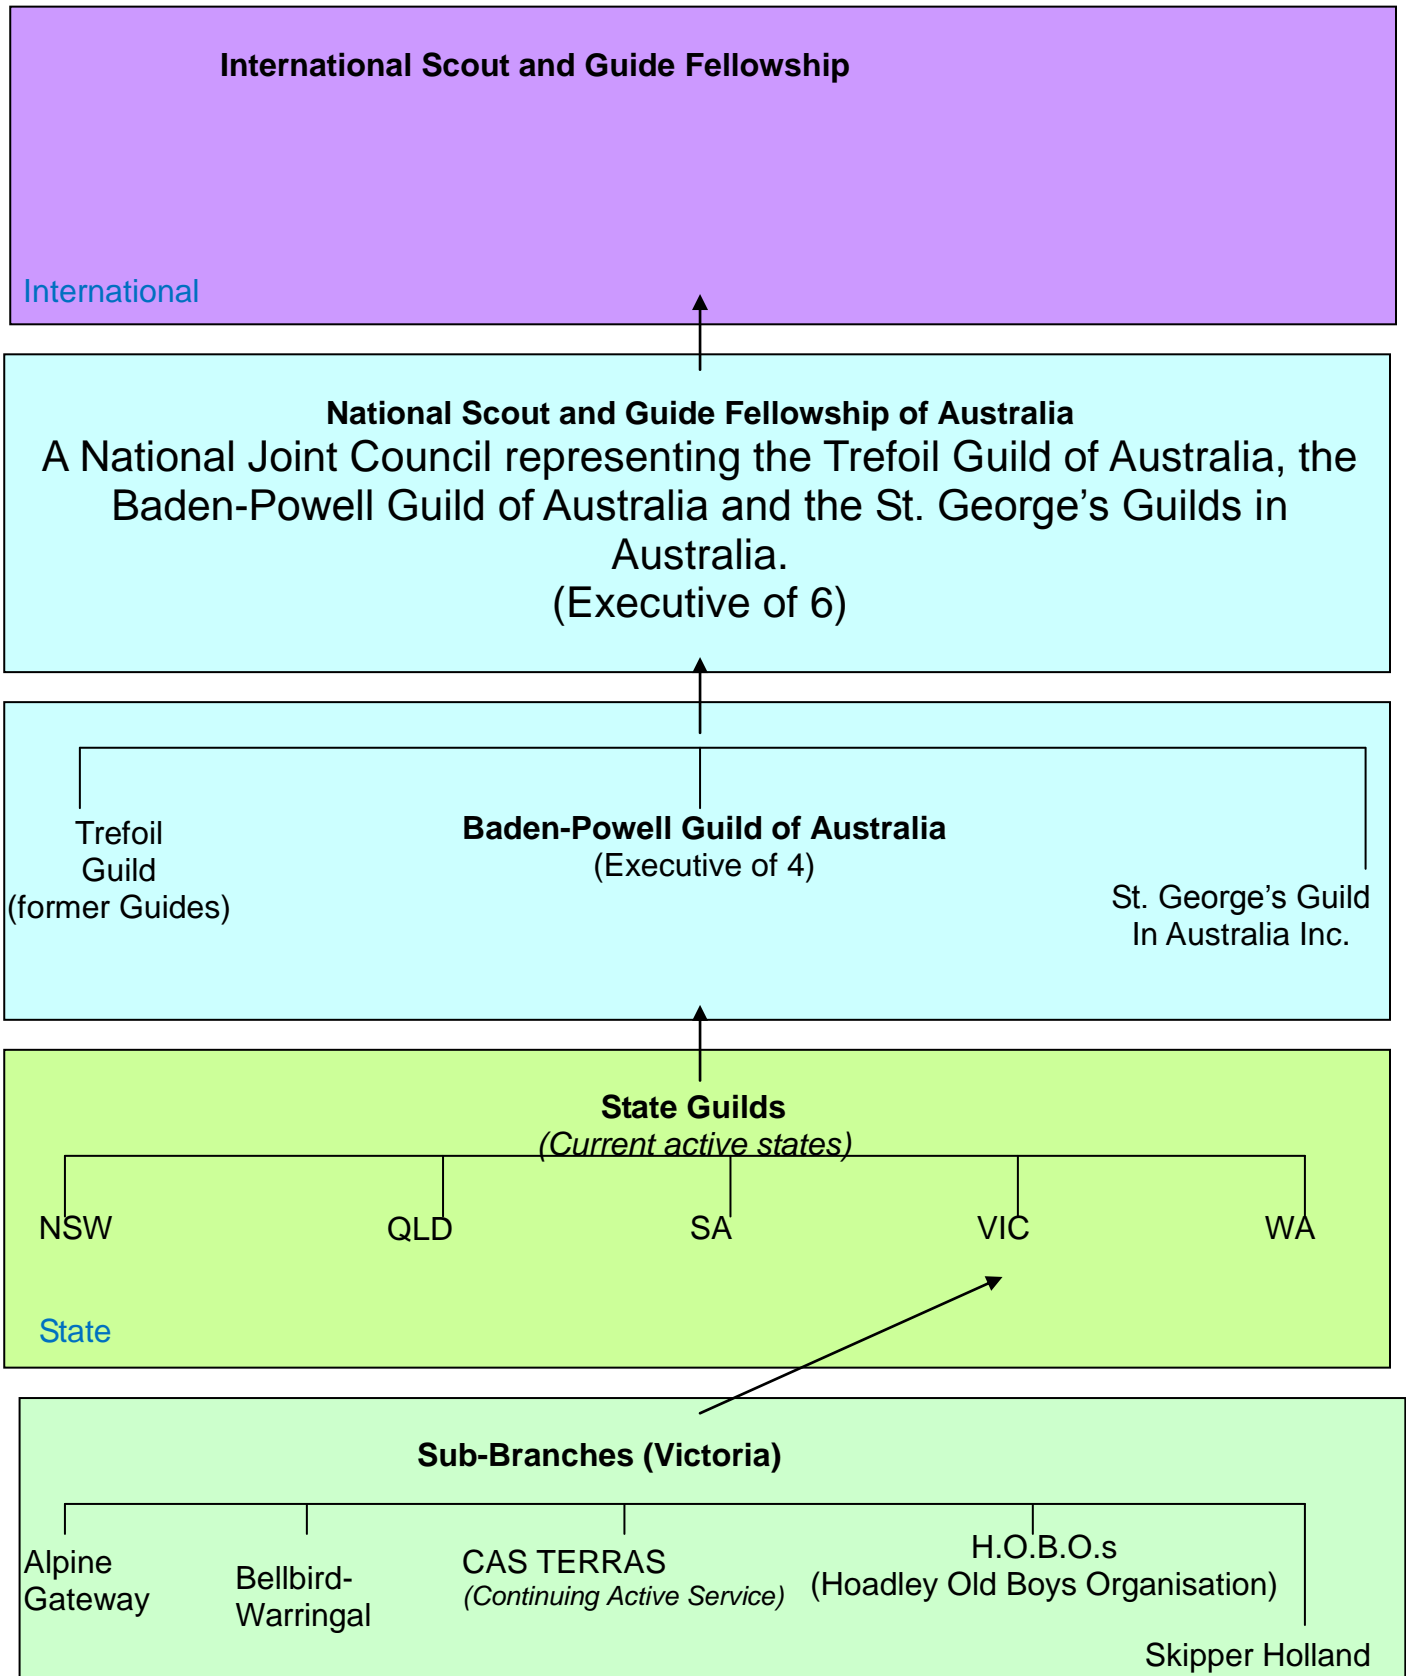 International Scout and Guide Fellowship
International
National Scout and Guide Fellowship of Australia
A National Joint Council representing the Trefoil Guild of Australia, the
Baden-Powell Guild of Australia and the St. George’s Guilds in
Australia.
(Executive of 6)
Trefoil
Guild
(former Guides)
Baden-Powell Guild of Australia
(Executive of 4)
St. George’s Guild
In Australia Inc.
State Guilds
(Current active states)
NSW
QLD
SA
VIC
WA
State
Sub-Branches (Victoria)
Alpine
Gateway
Bellbird-
Warringal
CAS TERRAS
(Continuing Active Service)
H.O.B.O.s
(Hoadley Old Boys Organisation)
Skipper Holland